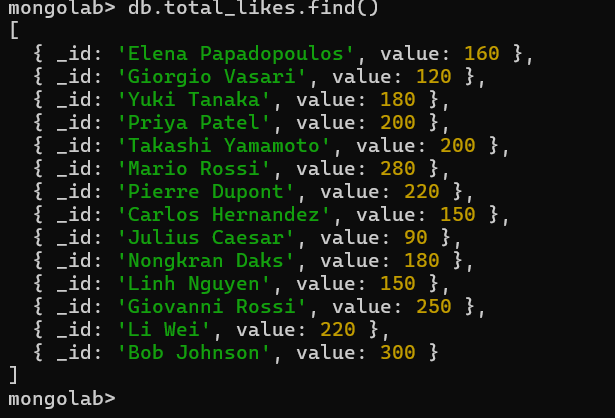 mongolab> db.total_likes.find()
[
  { _id: 'Elena Papadopoulos', value: 160 },
  { _id: 'Giorgio Vasari', value: 120 },
  { _id: 'Yuki Tanaka', value: 180 },
  { _id: 'Priya Patel', value: 200 },
  { _id: 'Takashi Yamamoto', value: 200 },
  { _id: 'Mario Rossi', value: 280 },
  { _id: 'Pierre Dupont', value: 220 },
  { _id: 'Carlos Hernandez', value: 150 },
  { _id: 'Julius Caesar', value: 90 },
  { _id: 'Nongkran Daks', value: 180 },
  { _id: 'Linh Nguyen', value: 150 },
  { _id: 'Giovanni Rossi', value: 250 },
  { _id: 'Li Wei', value: 220 },
  { _id: 'Bob Johnson', value: 300 }
]
mongolab>